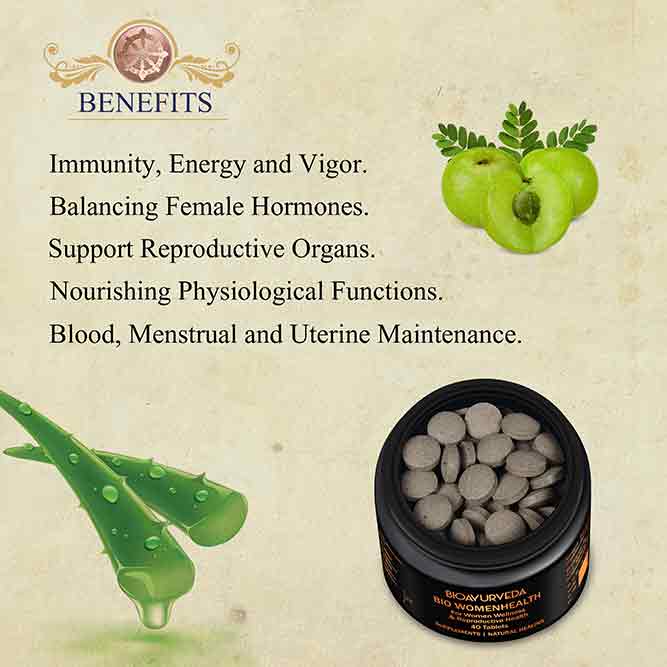 BENEFITS
Immunity, Energy and Vigor.
Balancing Female Hormones.
Support Reproductive Organs.
Nourishing Physiological Functions.
Blood, Menstrual and Uterine Maintenance.
BIOAYURVEDA
BIO WOMENHEALTH
For Women Wellness
& Reproductive Health
40 Tablets
SUPPLEMENTS | NATURAL HEALING